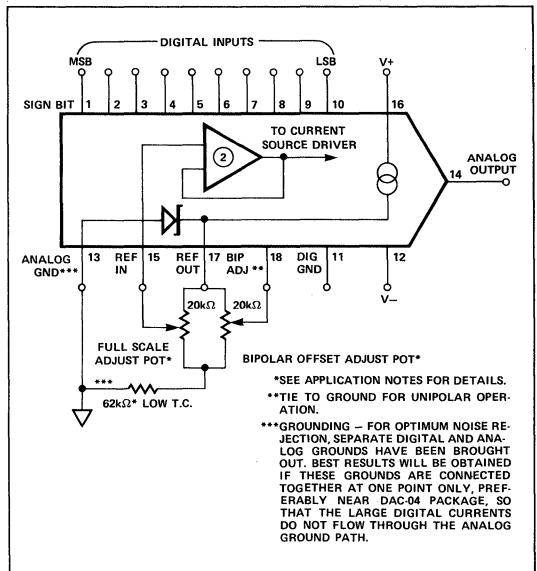 DIGITAL INPUTS
MSB LSB V+
SIGN BIT 1 2 3 4 5 6 7 8 9 10 16
TO CURRENT
SOURCE DRIVER
2
14 ANALOG
OUTPUT
ANALOG
GND*** 13 REF
IN 15 REF
OUT 17 BIP
ADJ ** 18 DIG
GND 11 12
V−
20kΩ 20kΩ
FULL SCALE
ADJUST POT*
BIPOLAR OFFSET ADJUST POT*
***
62kΩ* LOW T.C.
*SEE APPLICATION NOTES FOR DETAILS.
**TIE TO GROUND FOR UNIPOLAR OPER-
ATION.
***GROUNDING – FOR OPTIMUM NOISE RE-
JECTION, SEPARATE DIGITAL AND ANA-
LOG GROUNDS HAVE BEEN BROUGHT
OUT. BEST RESULTS WILL BE OBTAINED
IF THESE GROUNDS ARE CONNECTED
TOGETHER AT ONE POINT ONLY, PREF-
ERABLY NEAR DAC-04 PACKAGE, SO
THAT THE LARGE DIGITAL CURRENTS
DO NOT FLOW THROUGH THE ANALOG
GROUND PATH.